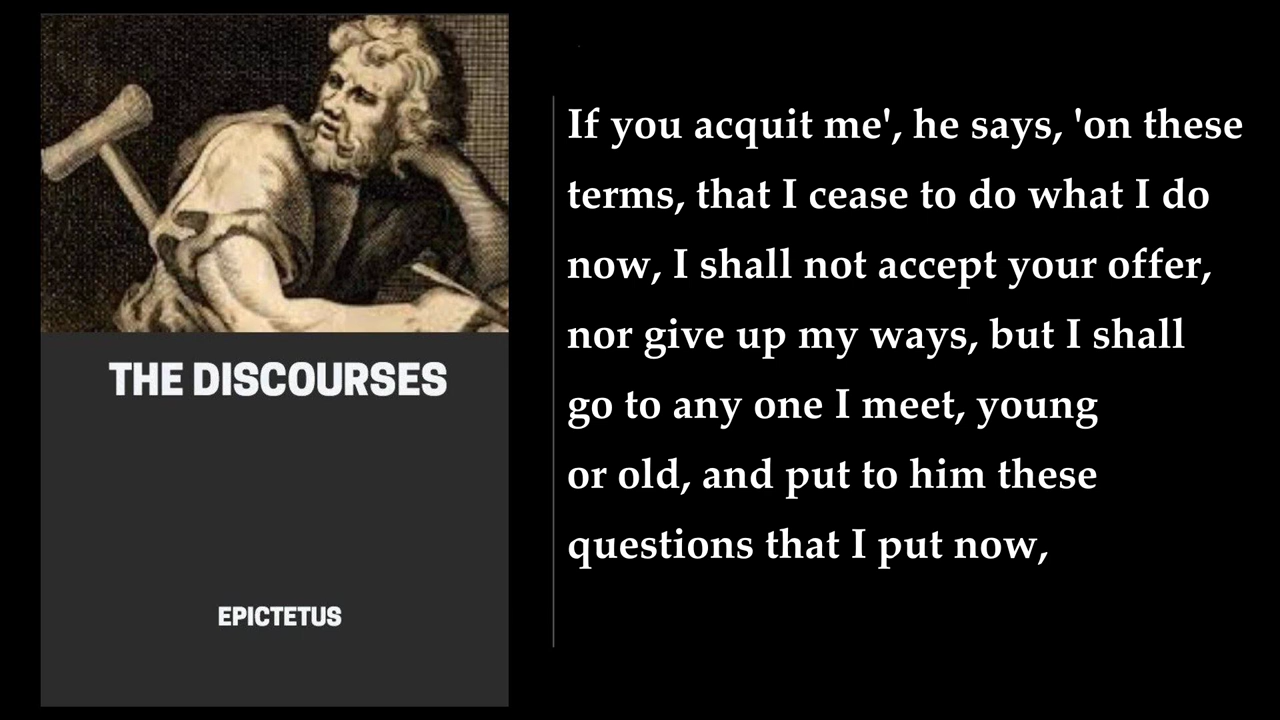 THE DISCOURSES
EPICTETUS
If you acquit me', he says, 'on these
terms, that I cease to do what I do
now, I shall not accept your offer,
nor give up my ways, but I shall
go to any one I meet, young
or old, and put to him these
questions that I put now,